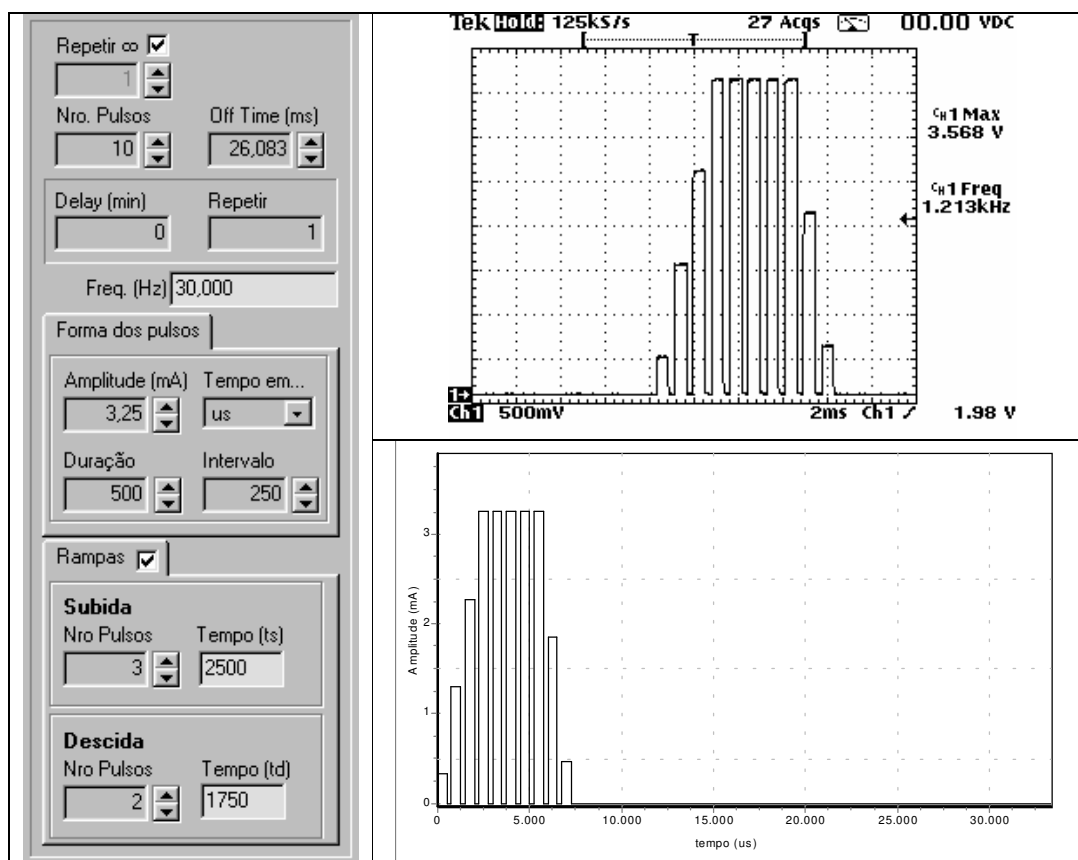 Repetir ∞
1
Nro. Pulsos Off Time (ms)
10 26,083
Delay (min) Repetir
0 1
Freq. (Hz) 30,000
Forma dos pulsos
Amplitude (mA) Tempo em...
3,25 us
Duração Intervalo
500 250
Rampas
Subida
Nro Pulsos Tempo (ts)
3 2500
Descida
Nro Pulsos Tempo (td)
2 1750
Tek Hold: 125kS/s 27 Acqs 00.00 VDC
T
CH1 Max
3.568 V
CH1 Freq
1.213kHz
1→
Ch1 500mV 2ms Ch1 / 1.98 V
Amplitude (mA)
3
2
1
0
0 5.000 10.000 15.000 20.000 25.000 30.000
tempo (us)